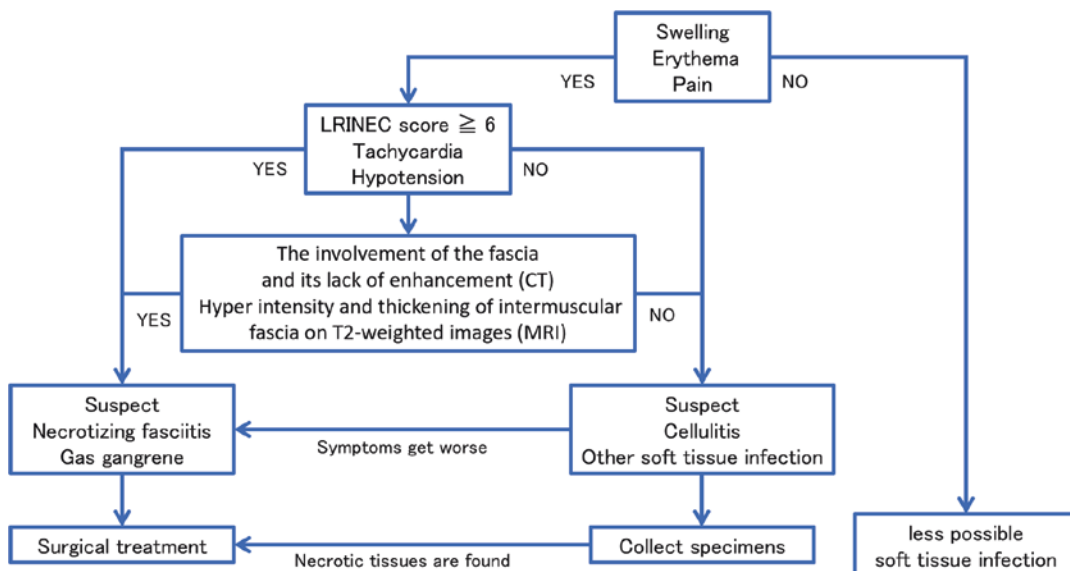 Swelling
Erythema
Pain
YES
NO
LRINEC score ≧ 6
Tachycardia
Hypotension
YES
NO
The involvement of the fascia
and its lack of enhancement (CT)
Hyper intensity and thickening of intermuscular
fascia on T2-weighted images (MRI)
YES
NO
Suspect
Necrotizing fasciitis
Gas gangrene
Symptoms get worse
Suspect
Cellulitis
Other soft tissue infection
Surgical treatment
Necrotic tissues are found
Collect specimens
less possible
soft tissue infection